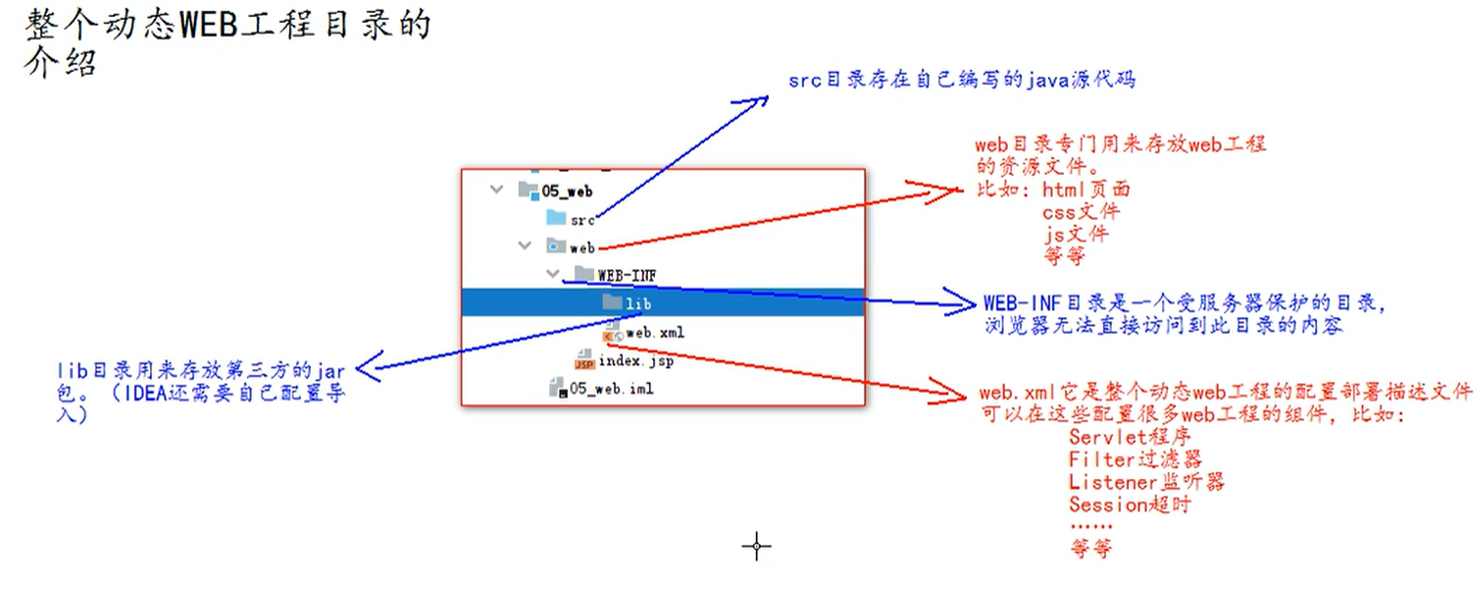 整个动态WEB工程目录的
介绍
src目录存在自己编写的java源代码
web目录专门用来存放web工程
的资源文件。
比如: html页面
css文件
js文件
等等
05_web
src
web
WEB-INF
lib
web.xml
index.jsp
05_web.iml
WEB-INF目录是一个受服务器保护的目录,
浏览器无法直接访问到此目录的内容
lib目录用来存放第三方的jar
包。（IDEA还需要自己配置导
入）
web.xml它是整个动态web工程的配置部署描述文件
可以在这些配置很多web工程的组件, 比如:
Servlet程序
Filter过滤器
Listener监听器
Session超时
······
等等